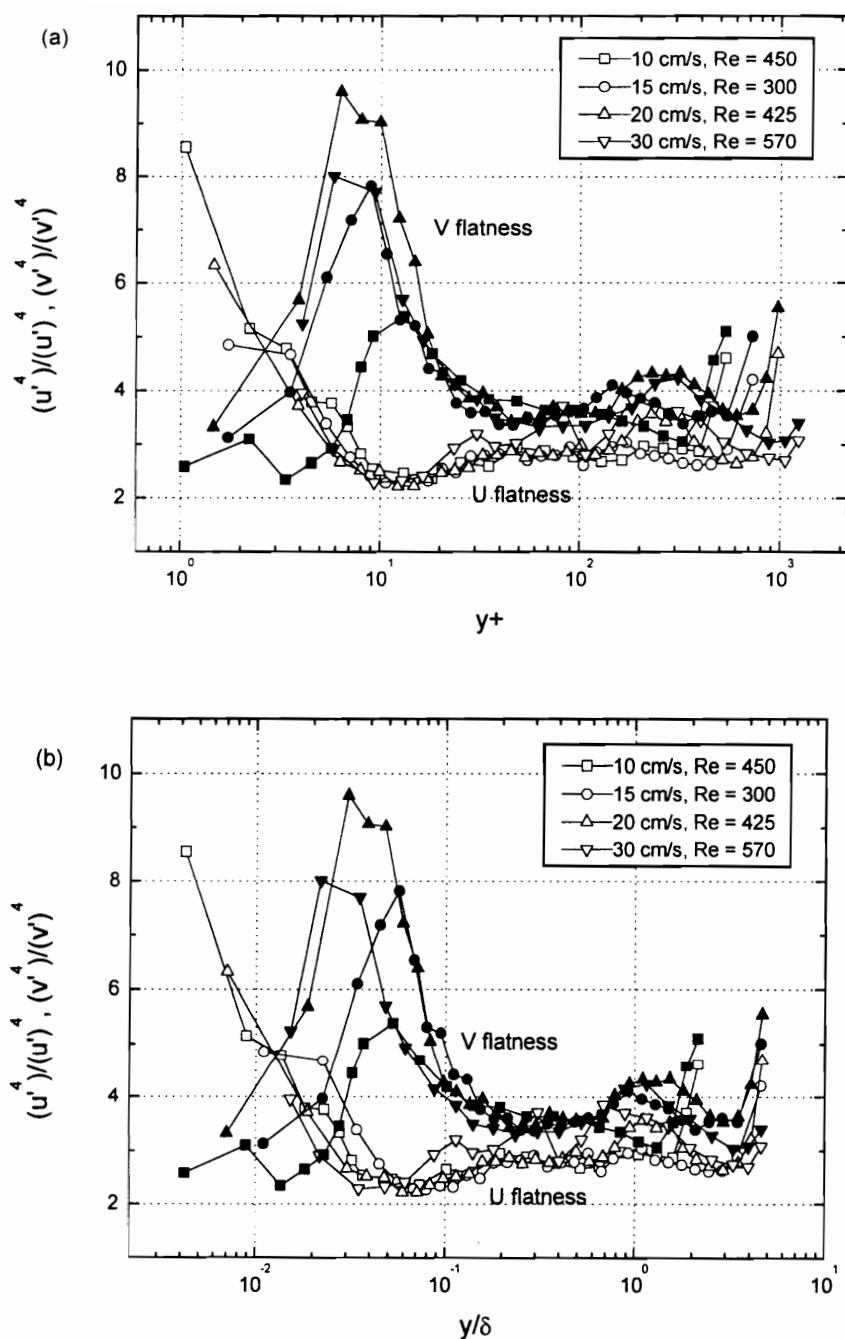 (a)
10
8
6
4
2
(u'⁴)/(u')⁴ , (v'⁴)/(v')⁴
10 cm/s, Re = 450
15 cm/s, Re = 300
20 cm/s, Re = 425
30 cm/s, Re = 570
V flatness
U flatness
10⁰ 10¹ 10² 10³
y+
(b)
10
8
6
4
2
(u'⁴)/(u')⁴ , (v'⁴)/(v')⁴
10 cm/s, Re = 450
15 cm/s, Re = 300
20 cm/s, Re = 425
30 cm/s, Re = 570
V flatness
U flatness
10⁻² 10⁻¹ 10⁰ 10¹
y/δ